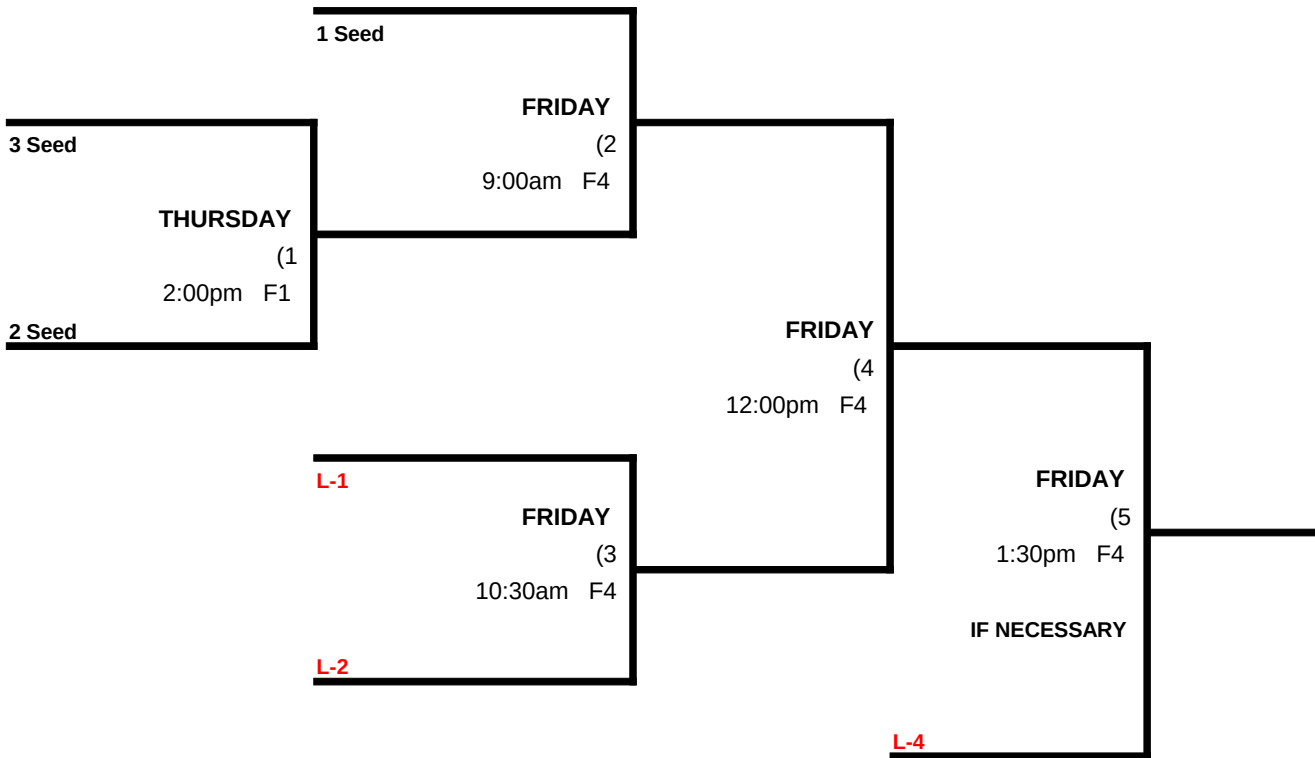 1 Seed
FRIDAY
(2
9:00am F4
3 Seed
THURSDAY
(1
2:00pm F1
2 Seed
FRIDAY
(4
12:00pm F4
L-1
FRIDAY
(3
10:30am F4
L-2
FRIDAY
(5
1:30pm F4
IF NECESSARY
L-4